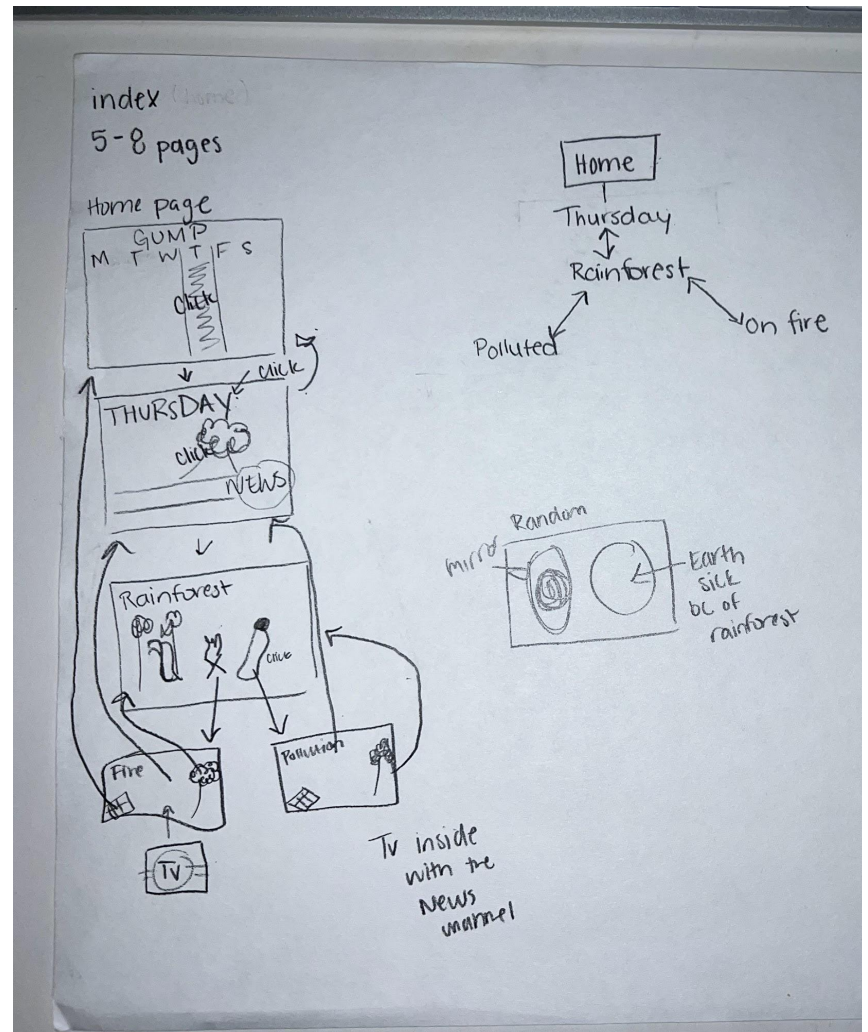 index (home)
5-8 pages
Home page
GUMP
M T W T F S
Click
click
THURSDAY
click
NEWS
Rainforest
click
Fire
Pollution
TV
Tv inside
with the
News
channel
Home
Thursday
Rainforest
Polluted
on fire
Random
mirror
Earth
sick
bc of
rainforest